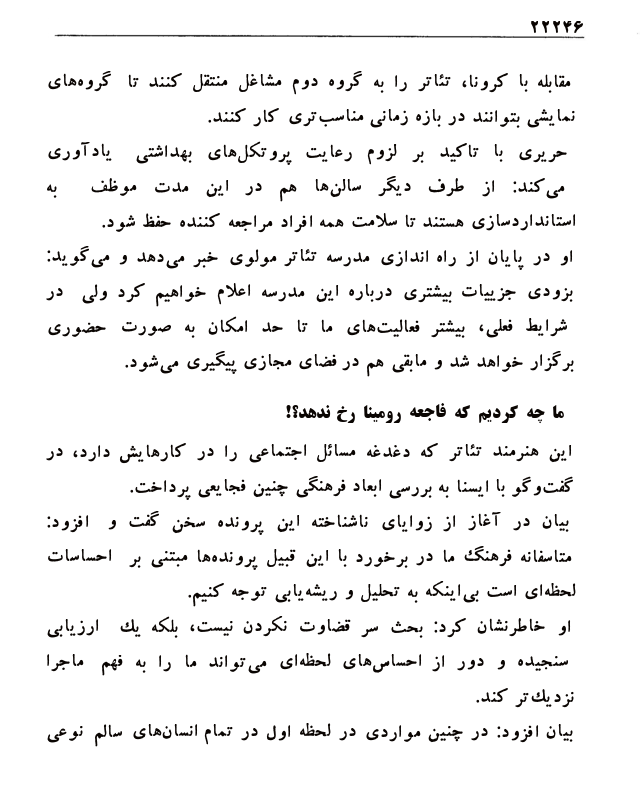 ۲۲۲۴۶
مقابله با کرونا، تئاتر را به گروه دوم مشاغل منتقل کنند تا گروه‌های
نمایشی بتوانند در بازه زمانی مناسب‌تری کار کنند.
حریری با تاکید بر لزوم رعایت پروتکل‌های بهداشتی یادآوری
می‌کند: از طرف دیگر سالن‌ها هم در این مدت موظف به
استانداردسازی هستند تا سلامت همه افراد مراجعه کننده حفظ شود.
او در پایان از راه اندازی مدرسه تئاتر مولوی خبر می‌دهد و می‌گوید:
بزودی جزییات بیشتری درباره این مدرسه اعلام خواهیم کرد ولی در
شرایط فعلی، بیشتر فعالیت‌های ما تا حد امکان به صورت حضوری
برگزار خواهد شد و مابقی هم در فضای مجازی پیگیری می‌شود.
ما چه کردیم که فاجعه رومینا رخ ندهد؟!
این هنرمند تئاتر که دغدغه مسائل اجتماعی را در کارهایش دارد، در
گفت‌وگو با ایسنا به بررسی ابعاد فرهنگی چنین فجایعی پرداخت.
بیان در آغاز از زوایای ناشناخته این پرونده سخن گفت و افزود:
متاسفانه فرهنگ ما در برخورد با این قبیل پرونده‌ها مبتنی بر احساسات
لحظه‌ای است بی‌اینکه به تحلیل و ریشه‌یابی توجه کنیم.
او خاطرنشان کرد: بحث سر قضاوت نکردن نیست، بلکه یك ارزیابی
سنجیده و دور از احساس‌های لحظه‌ای می‌تواند ما را به فهم ماجرا
نزدیك‌تر کند.
بیان افزود: در چنین مواردی در لحظه اول در تمام انسان‌های سالم نوعی